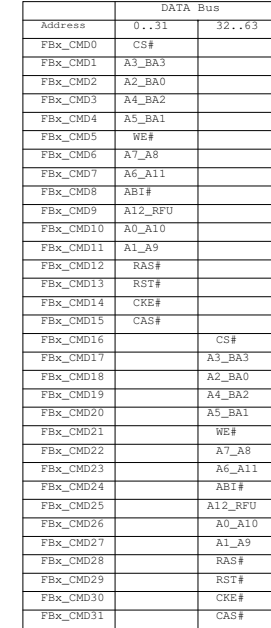 DATA Bus
Address 0..31 32..63
FBx_CMD0 CS#
FBx_CMD1 A3_BA3
FBx_CMD2 A2_BA0
FBx_CMD3 A4_BA2
FBx_CMD4 A5_BA1
FBx_CMD5 WE#
FBx_CMD6 A7_A8
FBx_CMD7 A6_A11
FBx_CMD8 ABI#
FBx_CMD9 A12_RFU
FBx_CMD10 A0_A10
FBx_CMD11 A1_A9
FBx_CMD12 RAS#
FBx_CMD13 RST#
FBx_CMD14 CKE#
FBx_CMD15 CAS#
FBx_CMD16 CS#
FBx_CMD17 A3_BA3
FBx_CMD18 A2_BA0
FBx_CMD19 A4_BA2
FBx_CMD20 A5_BA1
FBx_CMD21 WE#
FBx_CMD22 A7_A8
FBx_CMD23 A6_A11
FBx_CMD24 ABI#
FBx_CMD25 A12_RFU
FBx_CMD26 A0_A10
FBx_CMD27 A1_A9
FBx_CMD28 RAS#
FBx_CMD29 RST#
FBx_CMD30 CKE#
FBx_CMD31 CAS#